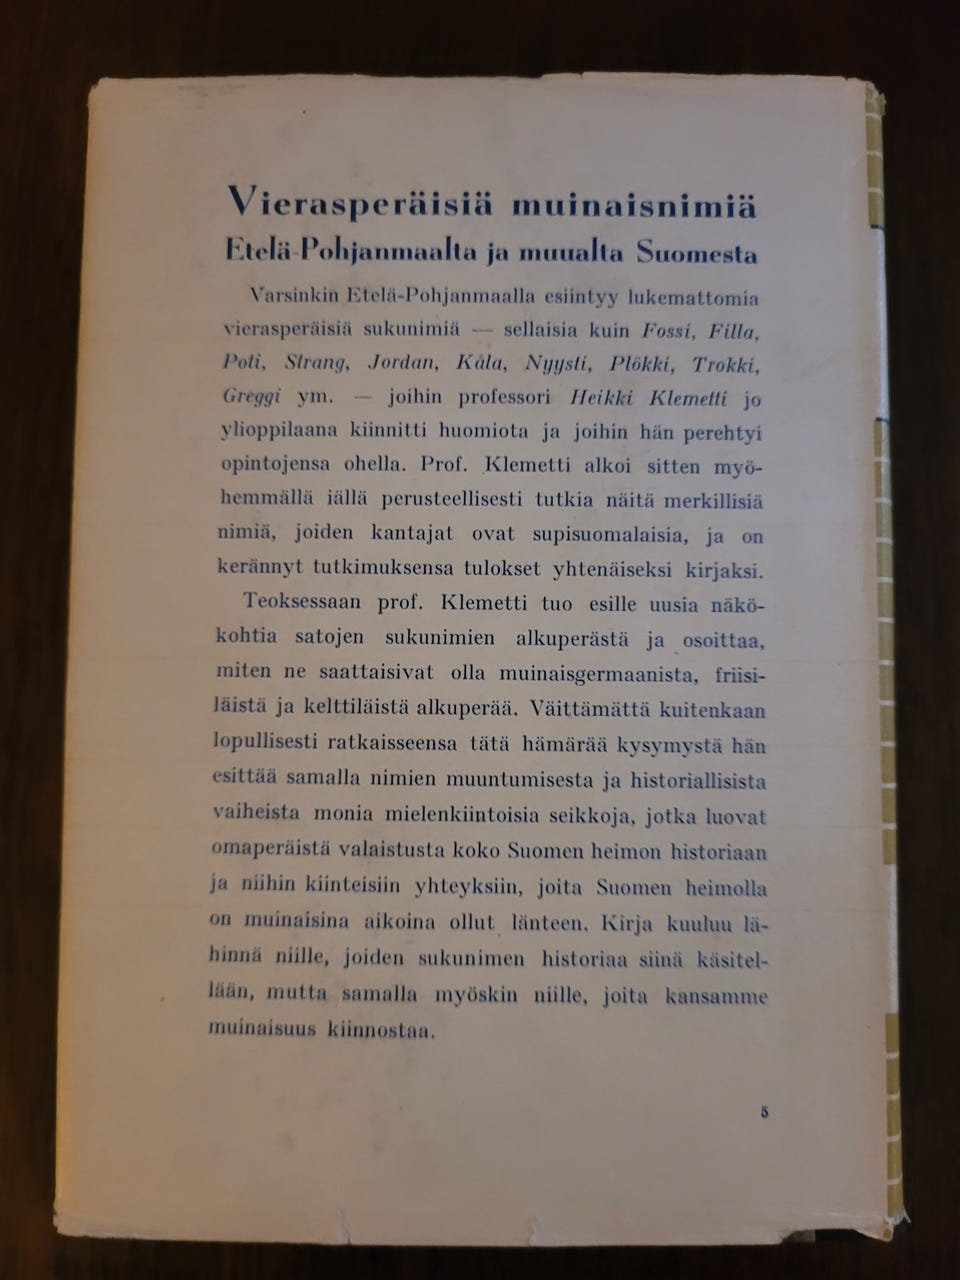 Vierasperäisiä muinaisnimiä
Etelä-Pohjanmaalta ja muualta Suomesta
Varsinkin Etelä-Pohjanmaalla esiintyy lukemattomia
vierasperäisiä sukunimiä — sellaisia kuin Fossi, Filla,
Poti, Strang, Jordan, Kåla, Nyysti, Plökki, Trokki,
Greggi ym. — joihin professori Heikki Klemetti jo
ylioppilaana kiinnitti huomiota ja joihin hän perehtyi
opintojensa ohella. Prof. Klemetti alkoi sitten myö-
hemmällä iällä perusteellisesti tutkia näitä merkillisiä
nimiä, joiden kantajat ovat supisuomalaisia, ja on
kerännyt tutkimuksensa tulokset yhtenäiseksi kirjaksi.
Teoksessaan prof. Klemetti tuo esille uusia näkö-
kohtia satojen sukunimien alkuperästä ja osoittaa,
miten ne saattaisivat olla muinaisgermaanista, friisi-
läistä ja kelttiläistä alkuperää. Väittämättä kuitenkaan
lopullisesti ratkaisseensa tätä hämärää kysymystä hän
esittää samalla nimien muuntumisesta ja historiallisista
vaiheista monia mielenkiintoisia seikkoja, jotka luovat
omaperäistä valaistusta koko Suomen heimon historiaan
ja niihin kiinteisiin yhteyksiin, joita Suomen heimolla
on muinaisina aikoina ollut länteen. Kirja kuuluu lä-
hinnä niille, joiden sukunimen historiaa siinä käsitel-
lään, mutta samalla myöskin niille, joita kansamme
muinaisuus kiinnostaa.
5